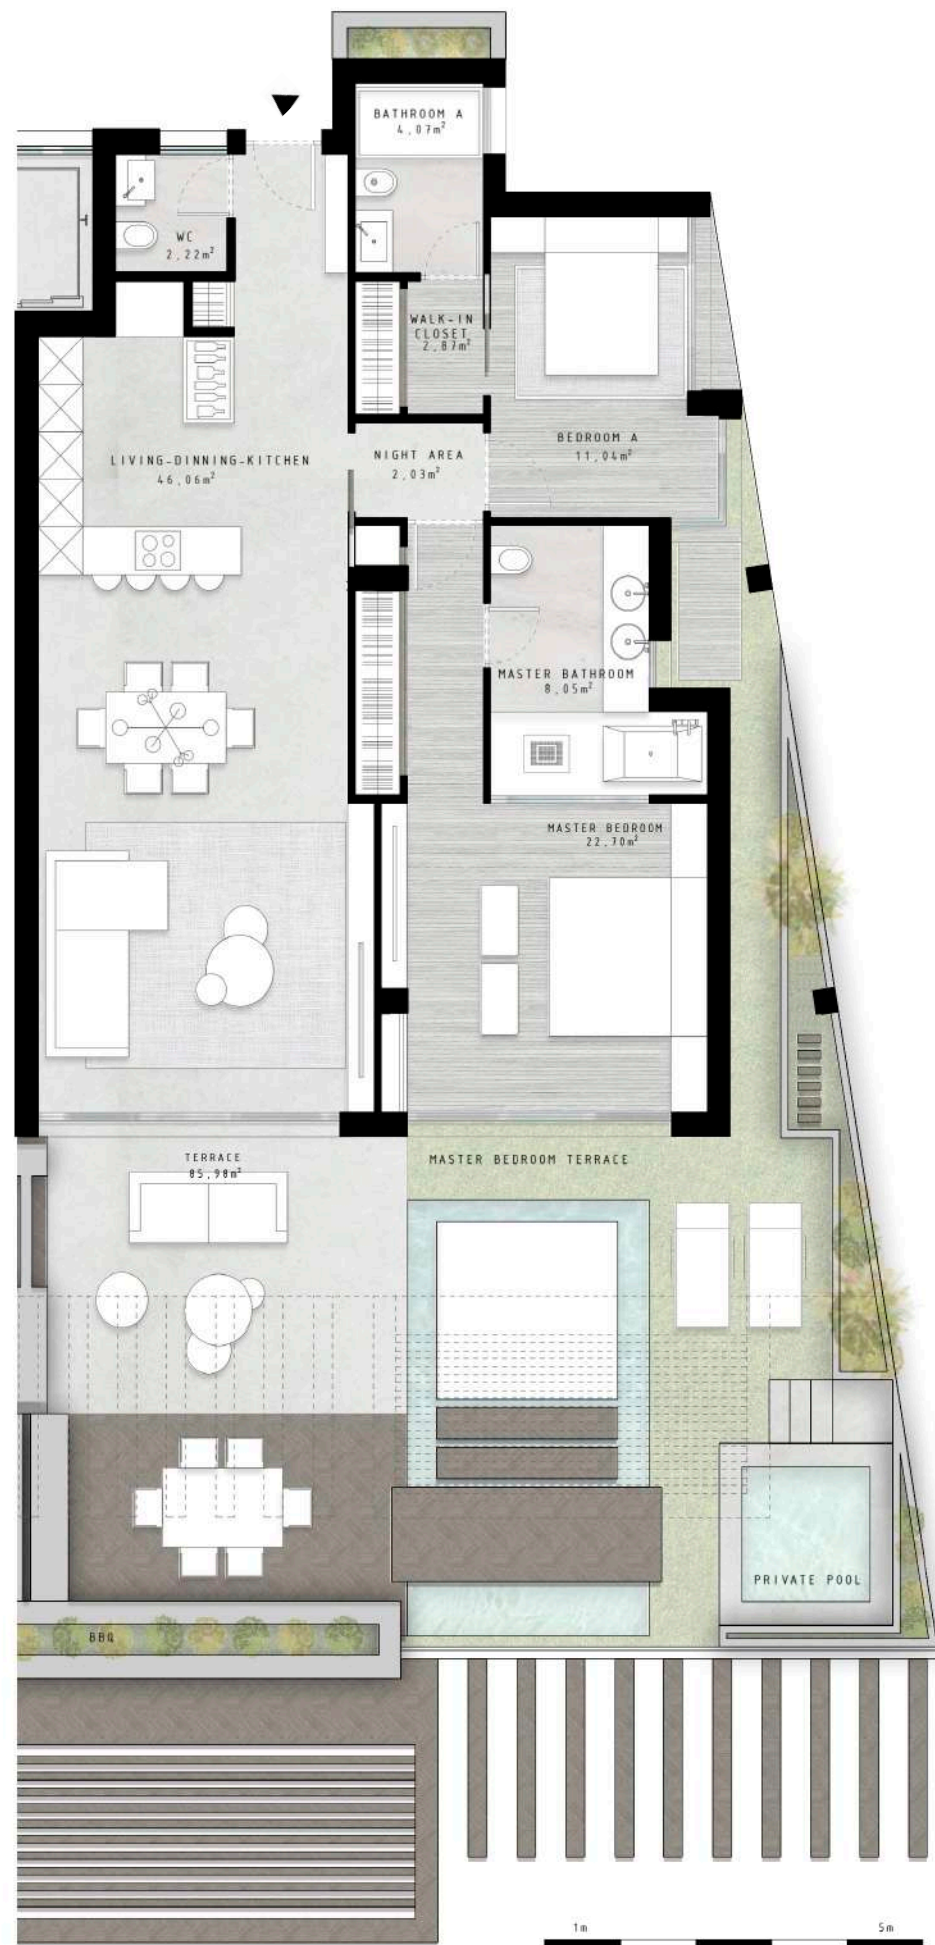 BATHROOM A
4,07m²
WC
2,22m²
WALK-IN
CLOSET
2,87m²
BEDROOM A
11,04m²
LIVING-DINNING-KITCHEN
46,06m²
NIGHT AREA
2,03m²
MASTER BATHROOM
8,05m²
MASTER BEDROOM
22,70m²
TERRACE
85,98m²
MASTER BEDROOM TERRACE
PRIVATE POOL
BBQ
1m
5m